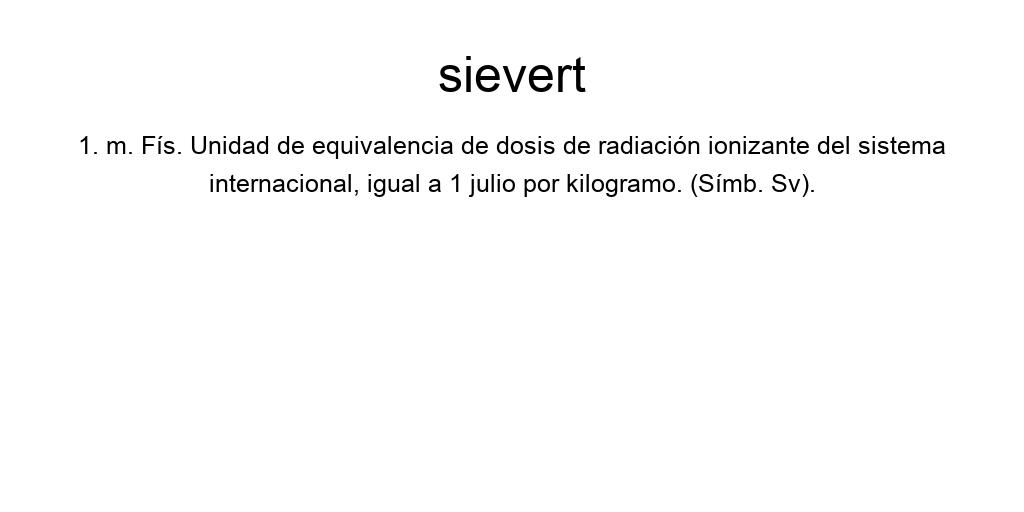 sievert
1. m. Fís. Unidad de equivalencia de dosis de radiación ionizante del sistema
internacional, igual a 1 julio por kilogramo. (Símb. Sv).